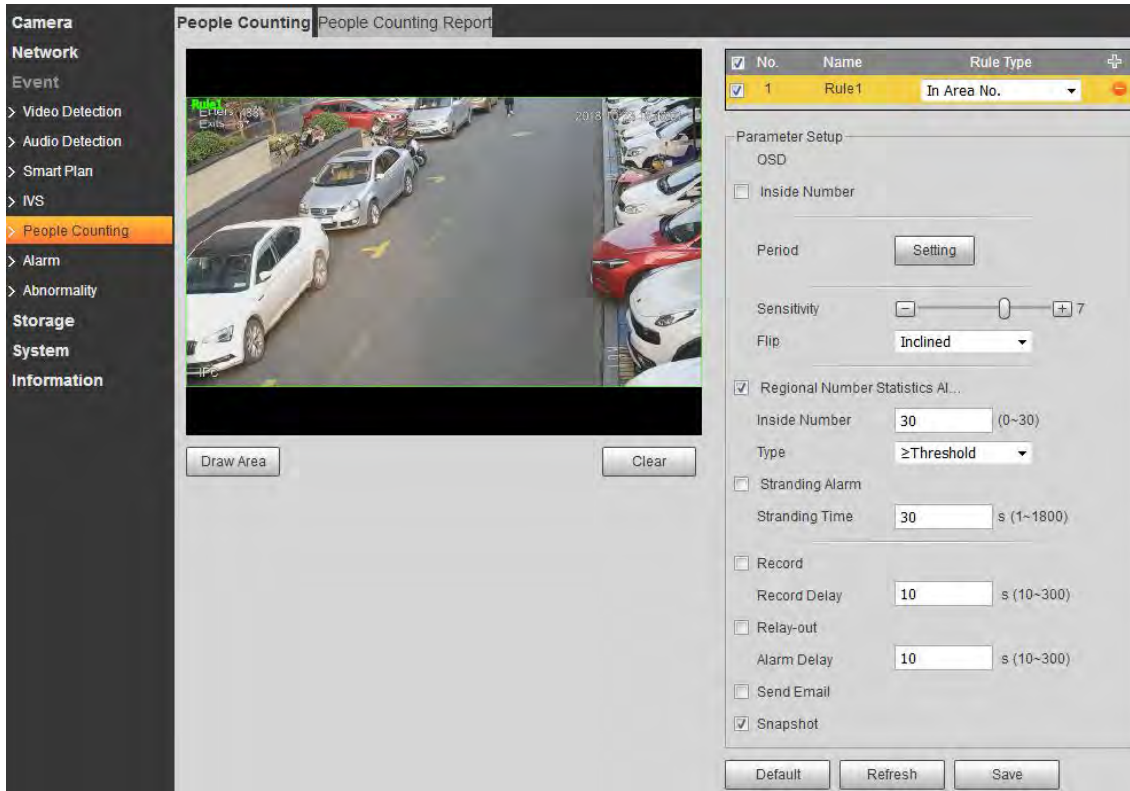 Camera
Network
Event
> Video Detection
> Audio Detection
> Smart Plan
> IVS
> People Counting
> Alarm
> Abnormality
Storage
System
Information
People Counting
People Counting Report
Rule1
IPC
Draw Area
Clear
No. Name Rule Type
1 Rule1 In Area No.
Parameter Setup
OSD
Inside Number
Period Setting
Sensitivity 7
Flip Inclined
Regional Number Statistics Al...
Inside Number 30 (0~30)
Type ≥Threshold
Stranding Alarm
Stranding Time 30 s (1~1800)
Record
Record Delay 10 s (10~300)
Relay-out
Alarm Delay 10 s (10~300)
Send Email
Snapshot
Default
Refresh
Save